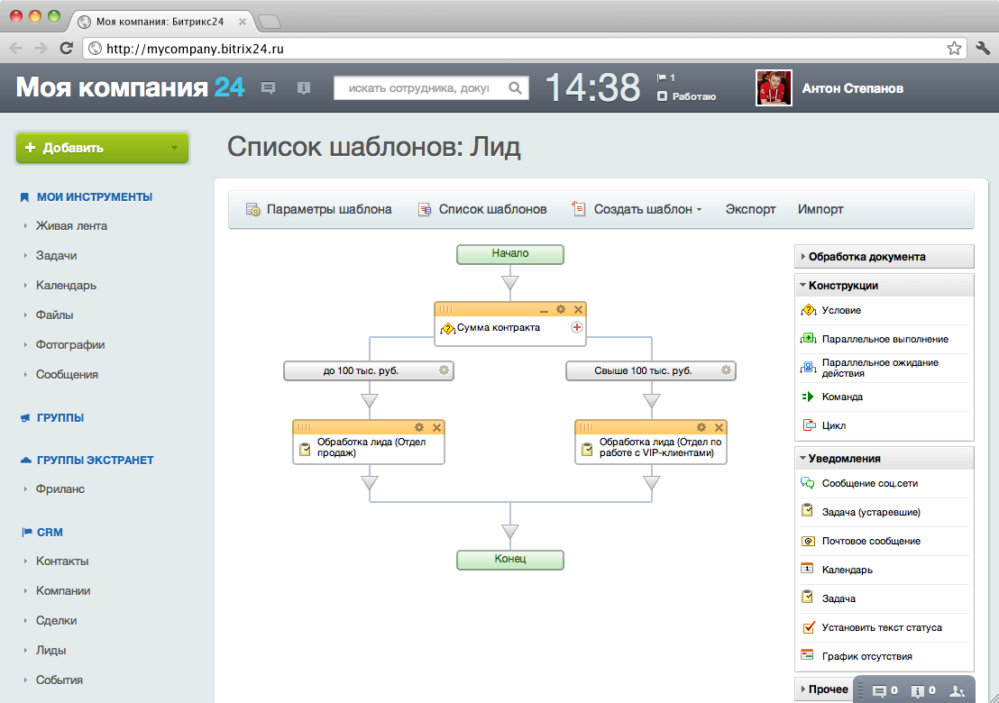 Моя компания: Битрикс24
http://mycompany.bitrix24.ru
Моя компания 24
искать сотрудника, доку
14:38
1
Работаю
Антон Степанов
Добавить
Список шаблонов: Лид
МОИ ИНСТРУМЕНТЫ
Живая лента
Задачи
Календарь
Файлы
Фотографии
Сообщения
ГРУППЫ
ГРУППЫ ЭКСТРАНЕТ
Фриланс
CRM
Контакты
Компании
Сделки
Лиды
События
Параметры шаблона
Список шаблонов
Создать шаблон
Экспорт
Импорт
Начало
Сумма контракта
до 100 тыс. руб.
Свыше 100 тыс. руб.
Обработка лида (Отдел
продаж)
Обработка лида (Отдел по
работе с VIP-клиентами)
Конец
Обработка документа
Конструкции
Условие
Параллельное выполнение
Параллельное ожидание
действия
Команда
Цикл
Уведомления
Сообщение соц.сети
Задача (устаревшие)
Почтовое сообщение
Календарь
Задача
Установить текст статуса
График отсутствия
Прочее
0
0